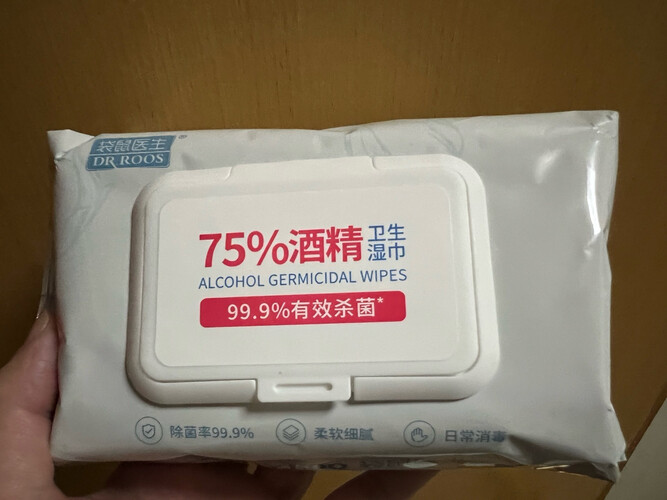 袋鼠医生®
DR ROOS
75%酒精
卫生
湿巾
ALCOHOL GERMICIDAL WIPES
99.9%有效杀菌*
除菌率99.9%
柔软细腻
日常消毒